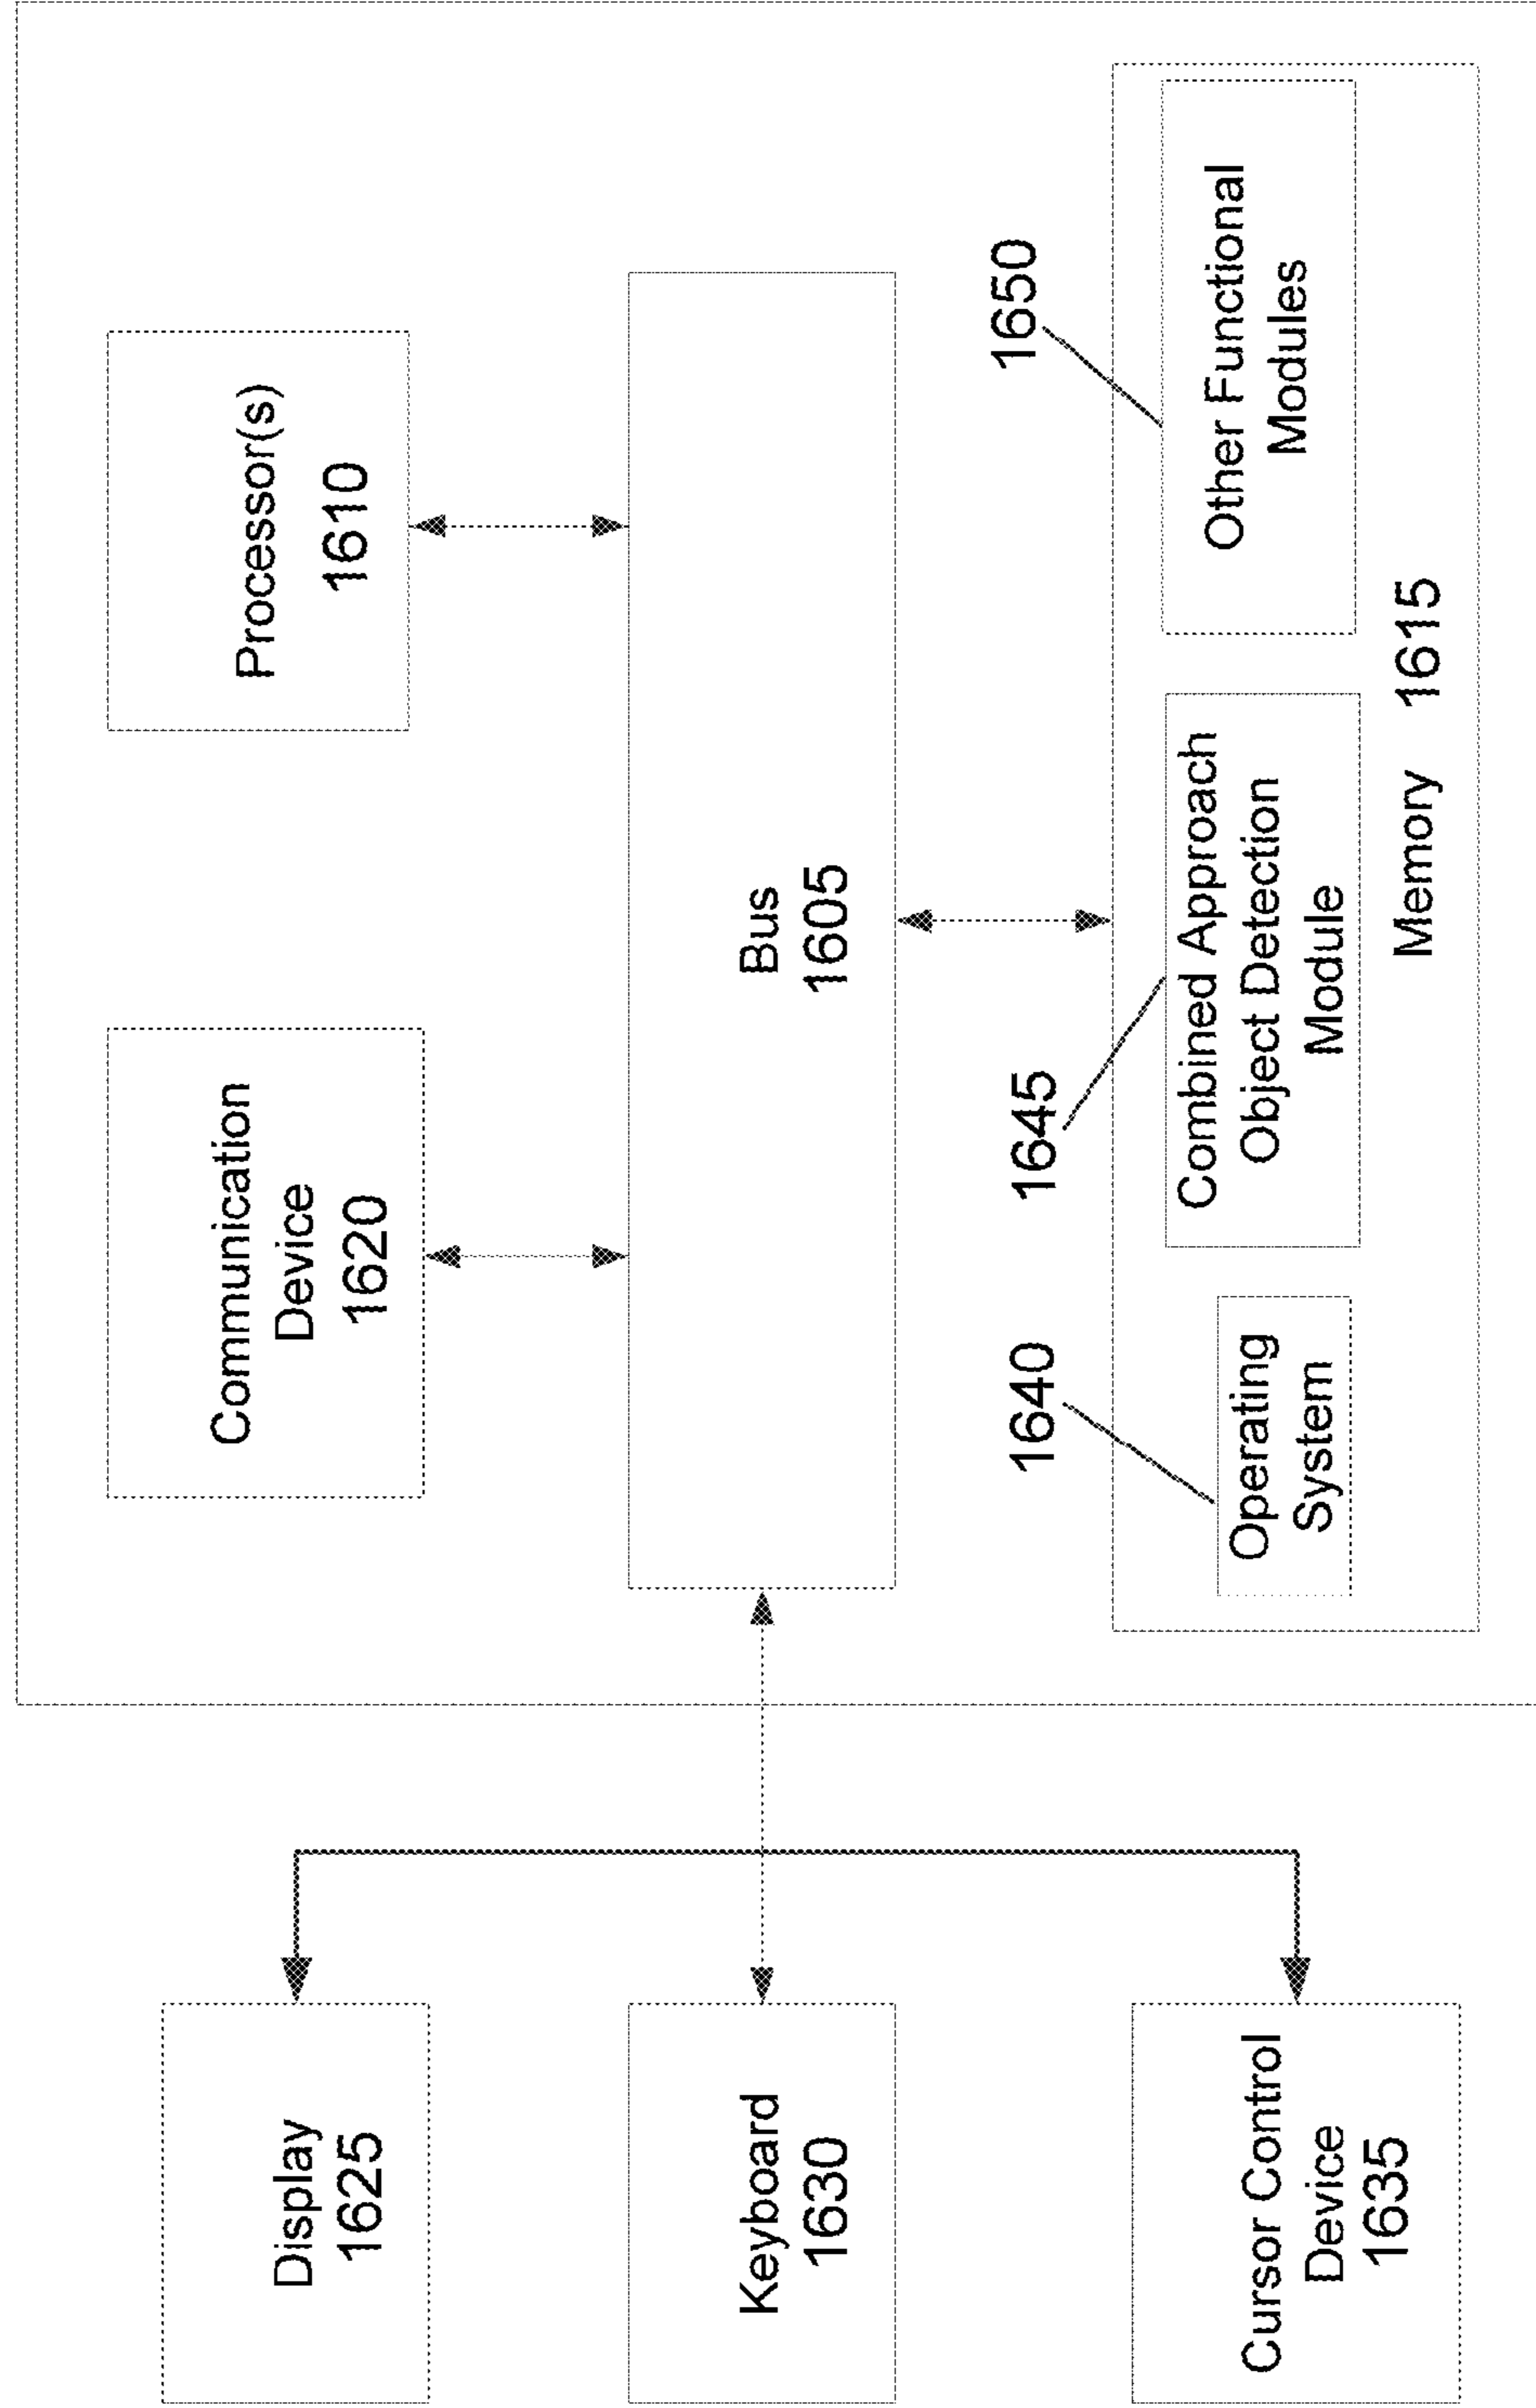 Display
1625
Keyboard
1630
Cursor Control
Device
1635
Communication
Device
1620
Processor(s)
1610
Bus
1605
1640
1645
1650
Operating
System
Combined Approach
Object Detection
Module
Other Functional
Modules
Memory 1615